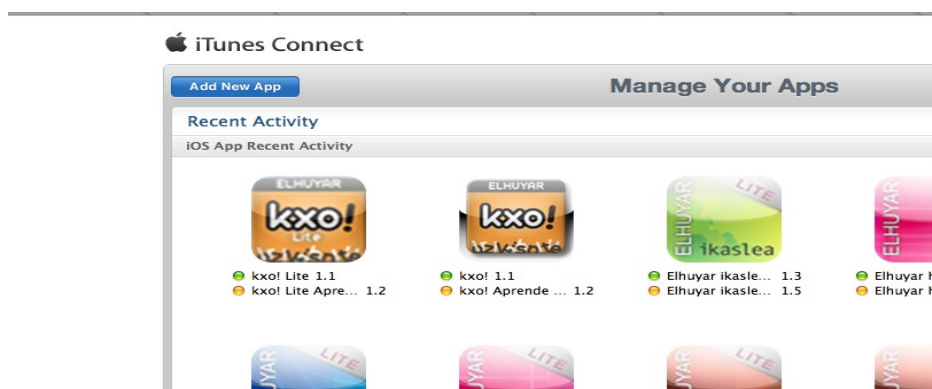 iTunes Connect
Add New App
Manage Your Apps
Recent Activity
iOS App Recent Activity
ELHUYAR
kxo!
Lite
ELHUYAR
kxo!
ELHUYAR
LITE
ikaslea
ELHUYAR
kxo! Lite 1.1
kxo! 1.1
Elhuyar ikasle... 1.3
Elhuyar
kxo! Lite Apre... 1.2
kxo! Aprende ... 1.2
Elhuyar ikasle... 1.5
Elhuyar
LITE
LITE
LITE